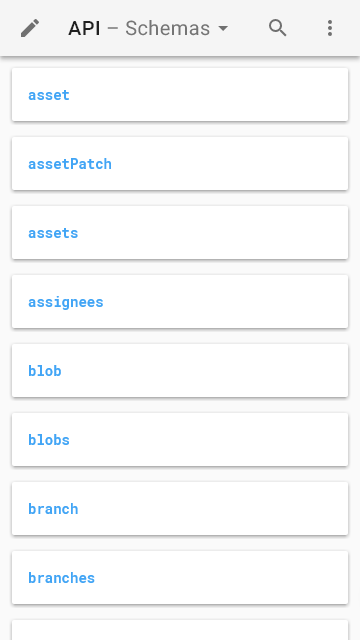 API – Schemas
asset
assetPatch
assets
assignees
blob
blobs
branch
branches